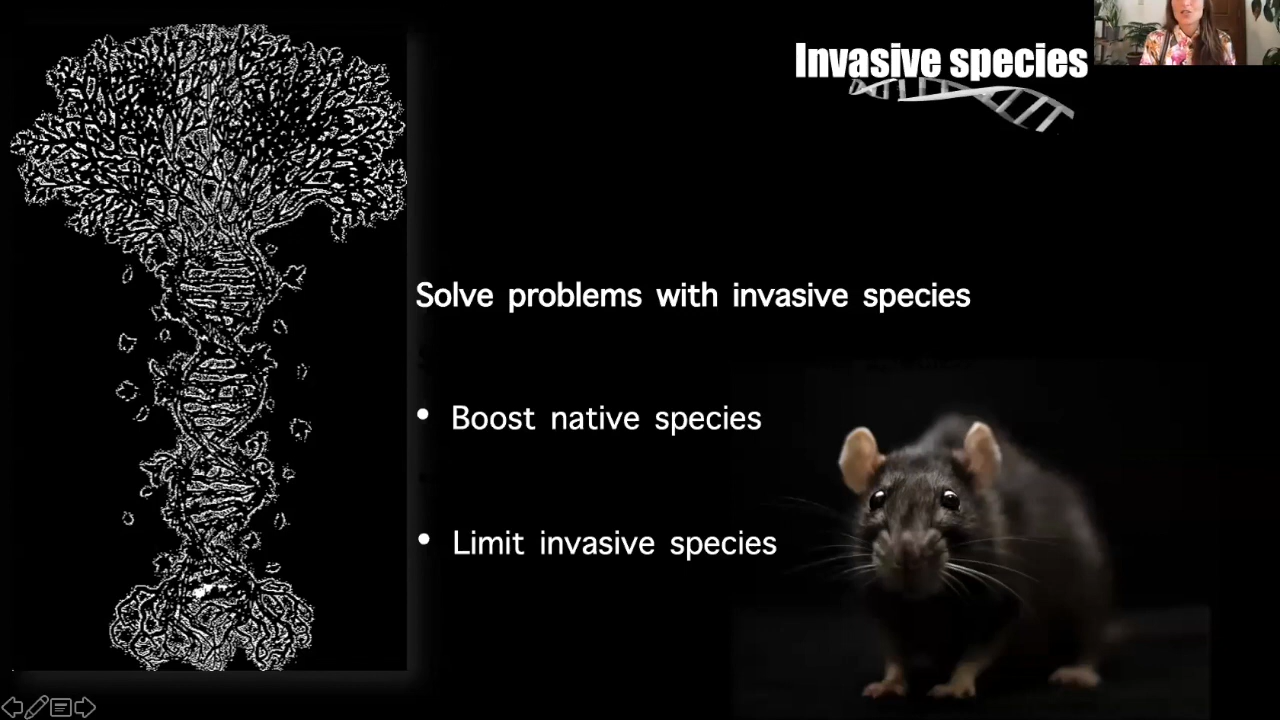 Invasive species
Solve problems with invasive species
• Boost native species
• Limit invasive species